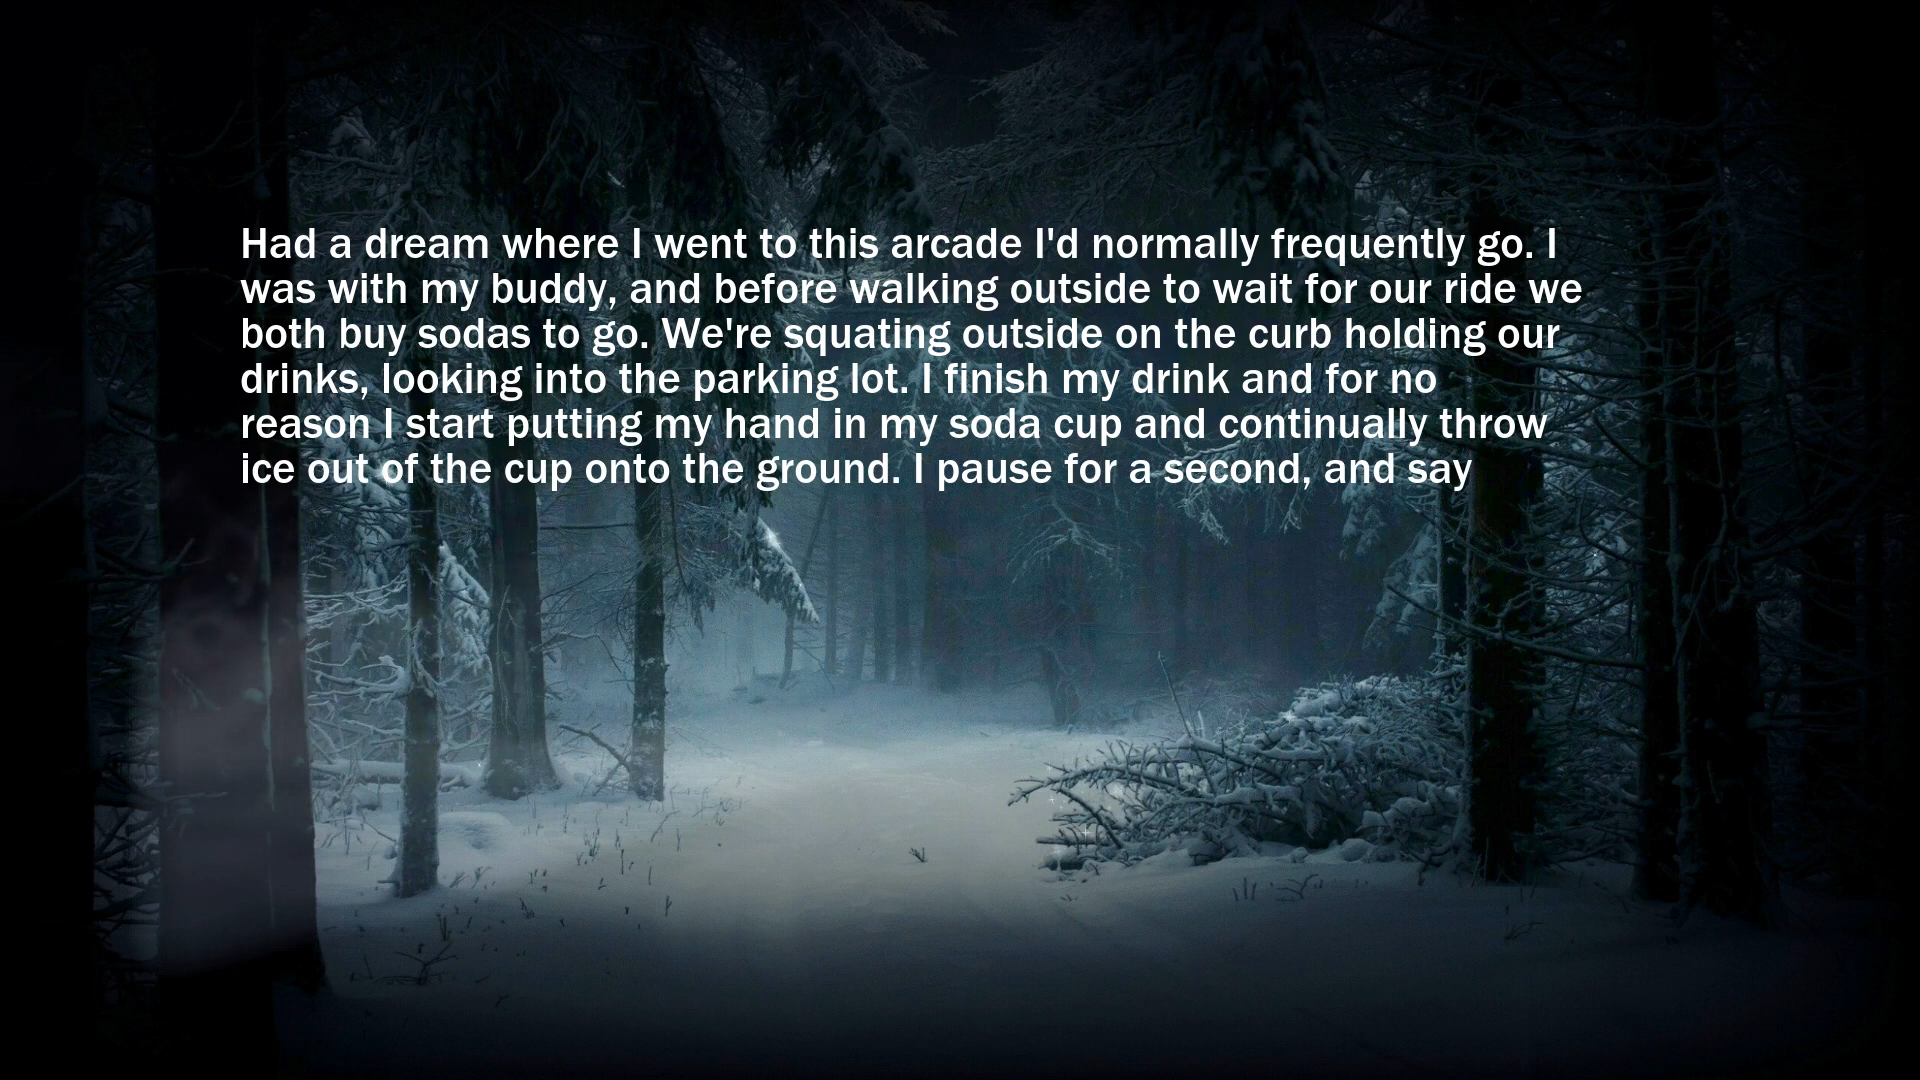 Had a dream where I went to this arcade I'd normally frequently go. I
was with my buddy, and before walking outside to wait for our ride we
both buy sodas to go. We're squating outside on the curb holding our
drinks, looking into the parking lot. I finish my drink and for no
reason I start putting my hand in my soda cup and continually throw
ice out of the cup onto the ground. I pause for a second, and say